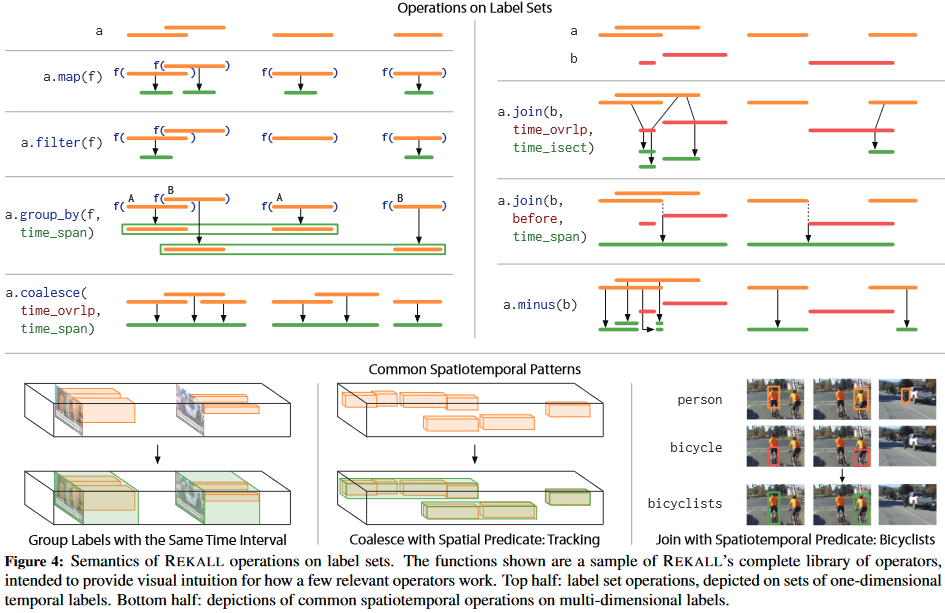 Operations on Label Sets
a
a.map(f)
f( )
f( )
f( )
f( )
a.filter(f)
f( )
f( )
f( )
f( )
a.group_by(f,
time_span)
A
f( )
B
f( )
A
f( )
B
f( )
a.coalesce(
time_ovrlp,
time_span)
a
b
a.join(b,
time_ovrlp,
time_isect)
a.join(b,
before,
time_span)
a.minus(b)
Common Spatiotemporal Patterns
Group Labels with the Same Time Interval
Coalesce with Spatial Predicate: Tracking
person
bicycle
bicyclists
Join with Spatiotemporal Predicate: Bicyclists
Figure 4: Semantics of REKALL operations on label sets. The functions shown are a sample of REKALL's complete library of operators,
intended to provide visual intuition for how a few relevant operators work. Top half: label set operations, depicted on sets of one-dimensional
temporal labels. Bottom half: depictions of common spatiotemporal operations on multi-dimensional labels.